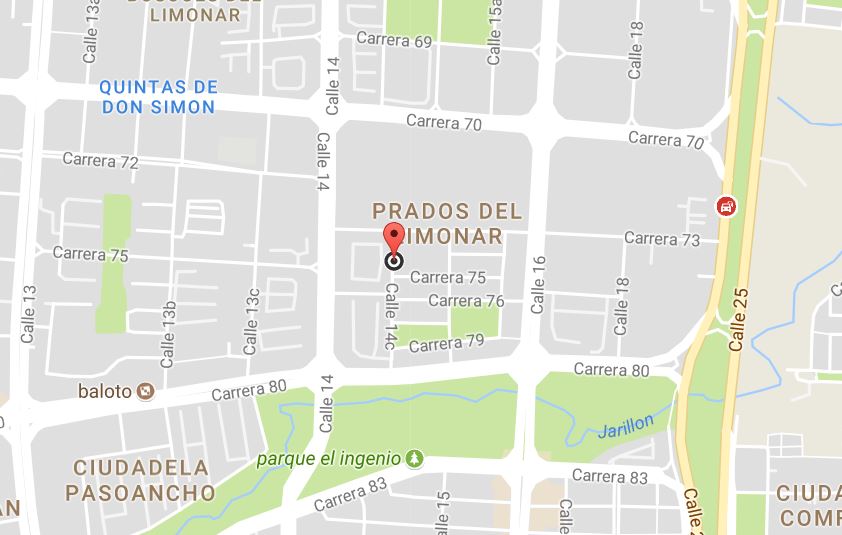 LIMONAR
Calle 13a
Carrera 69
Calle 15a
Calle 18
QUINTAS DE
DON SIMON
Calle 14
Carrera 70
Carrera 70
Carrera 72
Calle 14
PRADOS DEL
IMONAR
Carrera 73
Carrera 75
Carrera 75
Carrera 76
Calle 16
Calle 18
Calle 13
Calle 13b
Calle 13c
Calle 14c
Carrera 79
Calle 25
baloto
Carrera 80
Calle 14
Carrera 80
Jarillon
CIUDADELA
PASOANCHO
parque el ingenio
Carrera 83
Carrera 83
Calle 15